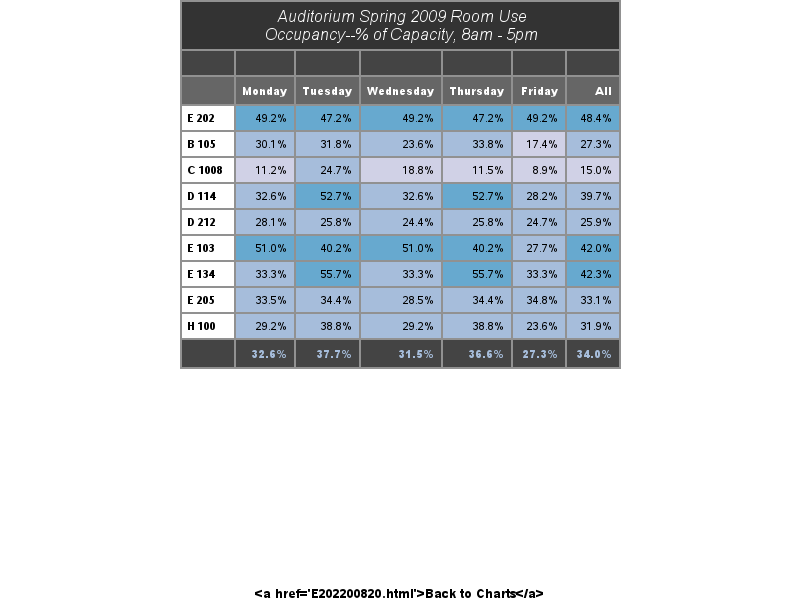 Auditorium Spring 2009 Room Use
Occupancy--% of Capacity, 8am - 5pm
Monday Tuesday Wednesday Thursday Friday All
E 202 49.2% 47.2% 49.2% 47.2% 49.2% 48.4%
B 105 30.1% 31.8% 23.6% 33.8% 17.4% 27.3%
C 1008 11.2% 24.7% 18.8% 11.5% 8.9% 15.0%
D 114 32.6% 52.7% 32.6% 52.7% 28.2% 39.7%
D 212 28.1% 25.8% 24.4% 25.8% 24.7% 25.9%
E 103 51.0% 40.2% 51.0% 40.2% 27.7% 42.0%
E 134 33.3% 55.7% 33.3% 55.7% 33.3% 42.3%
E 205 33.5% 34.4% 28.5% 34.4% 34.8% 33.1%
H 100 29.2% 38.8% 29.2% 38.8% 23.6% 31.9%
32.6% 37.7% 31.5% 36.6% 27.3% 34.0%
<a href='E202200820.html'>Back to Charts</a>